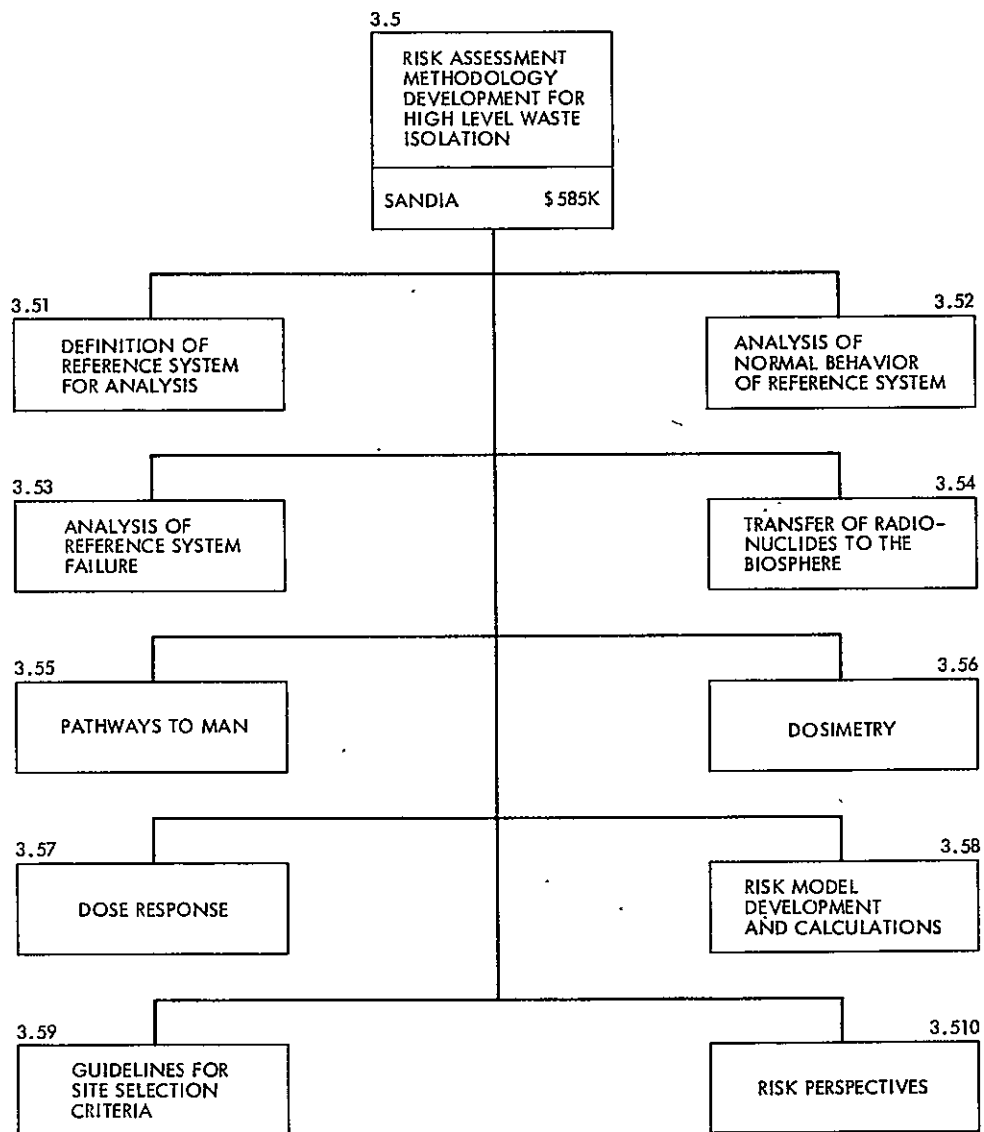 3.5
RISK ASSESSMENT
METHODOLOGY
DEVELOPMENT FOR
HIGH LEVEL WASTE
ISOLATION
SANDIA $585K
3.51
DEFINITION OF
REFERENCE SYSTEM
FOR ANALYSIS
3.52
ANALYSIS OF
NORMAL BEHAVIOR
OF REFERENCE SYSTEM
3.53
ANALYSIS OF
REFERENCE SYSTEM
FAILURE
3.54
TRANSFER OF RADIO-
NUCLIDES TO THE
BIOSPHERE
3.55
PATHWAYS TO MAN
3.56
DOSIMETRY
3.57
DOSE RESPONSE
3.58
RISK MODEL
DEVELOPMENT
AND CALCULATIONS
3.59
GUIDELINES FOR
SITE SELECTION
CRITERIA
3.510
RISK PERSPECTIVES